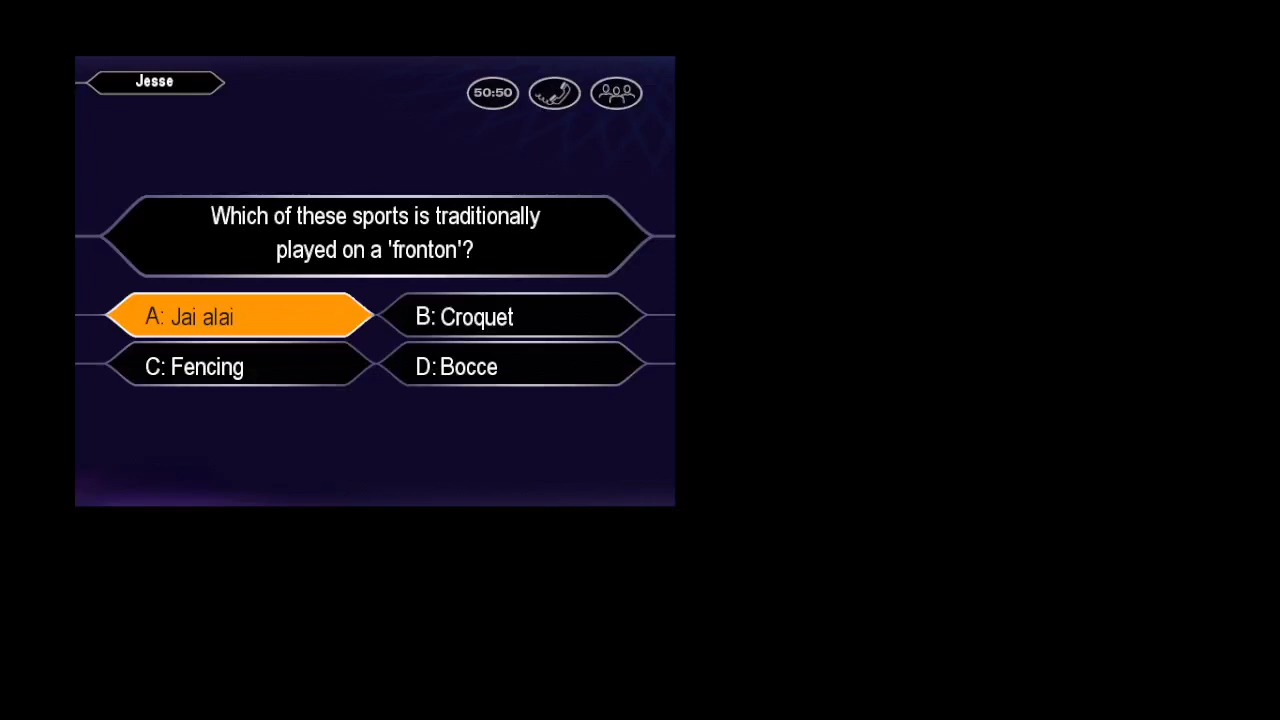 Jesse
50:50
Which of these sports is traditionally
played on a 'fronton'?
A: Jai alai
B: Croquet
C: Fencing
D: Bocce